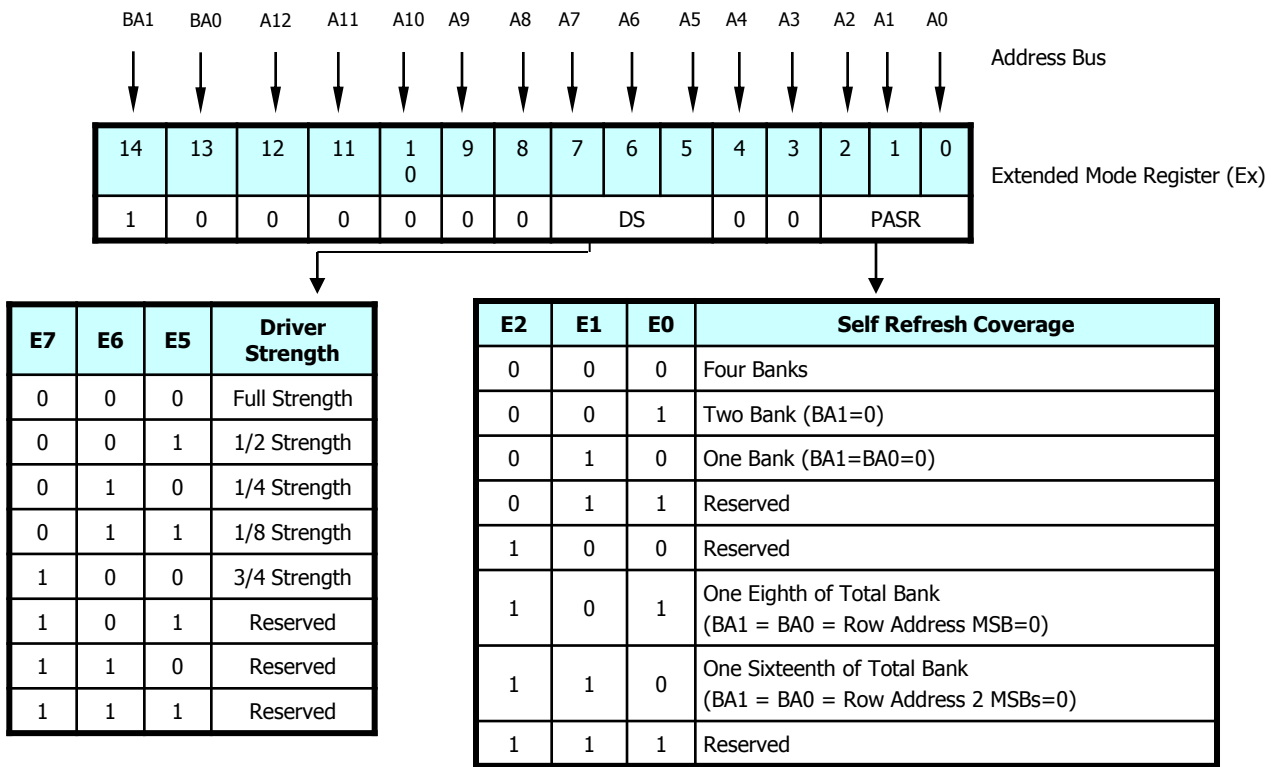 BA1 BA0 A12 A11 A10 A9 A8 A7 A6 A5 A4 A3 A2 A1 A0
Address Bus
14 13 12 11 10 9 8 7 6 5 4 3 2 1 0
Extended Mode Register (Ex)
1 0 0 0 0 0 0 DS 0 0 PASR
E7 E6 E5 Driver Strength
0 0 0 Full Strength
0 0 1 1/2 Strength
0 1 0 1/4 Strength
0 1 1 1/8 Strength
1 0 0 3/4 Strength
1 0 1 Reserved
1 1 0 Reserved
1 1 1 Reserved
E2 E1 E0 Self Refresh Coverage
0 0 0 Four Banks
0 0 1 Two Bank (BA1=0)
0 1 0 One Bank (BA1=BA0=0)
0 1 1 Reserved
1 0 0 Reserved
1 0 1 One Eighth of Total Bank
(BA1 = BA0 = Row Address MSB=0)
1 1 0 One Sixteenth of Total Bank
(BA1 = BA0 = Row Address 2 MSBs=0)
1 1 1 Reserved